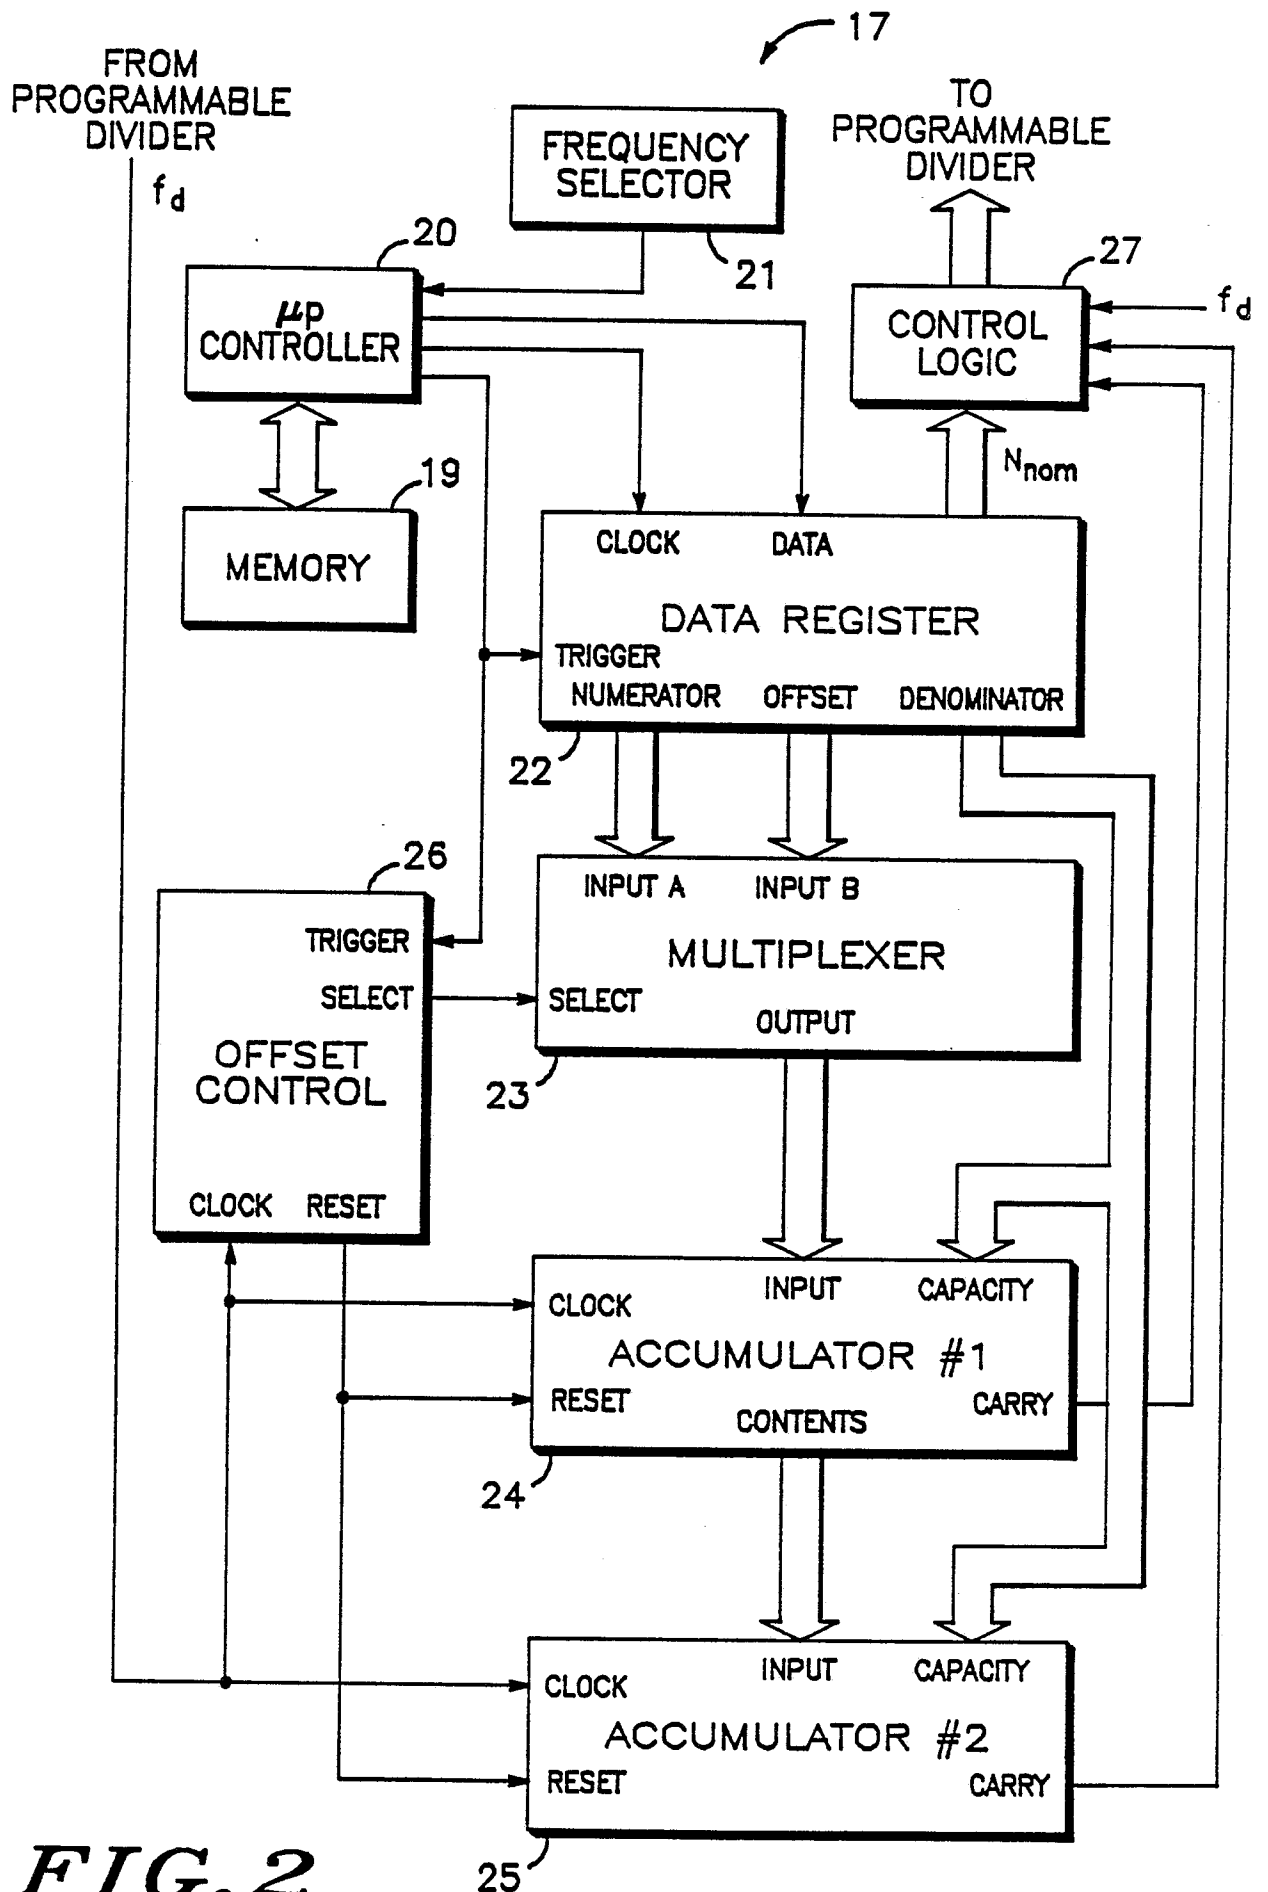 17
FROM
PROGRAMMABLE
DIVIDER
fd
FREQUENCY
SELECTOR
21
TO
PROGRAMMABLE
DIVIDER
20
μp
CONTROLLER
27
CONTROL
LOGIC
fd
Nnom
19
MEMORY
CLOCK DATA
DATA REGISTER
TRIGGER
NUMERATOR OFFSET DENOMINATOR
22
26
TRIGGER
SELECT
OFFSET
CONTROL
CLOCK RESET
INPUT A INPUT B
MULTIPLEXER
SELECT
OUTPUT
23
INPUT CAPACITY
CLOCK
ACCUMULATOR #1
RESET
CONTENTS
CARRY
24
INPUT CAPACITY
CLOCK
ACCUMULATOR #2
RESET
CARRY
25
FIG. 2